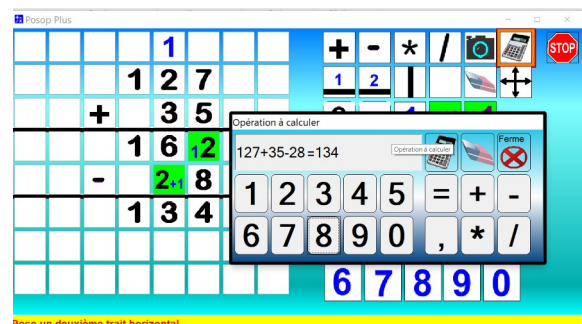 Posop Plus
1
+ - * / STOP
1 2 7
1 2
+ 3 5
Opération à calculer
1 6 12
127+35-28=134
Opération à calculer
Ferme
- 2+1 8
1 2 3 4 5 = + -
1 3 4
6 7 8 9 0 , * /
6 7 8 9 0
Pose un deuxième trait horizontal